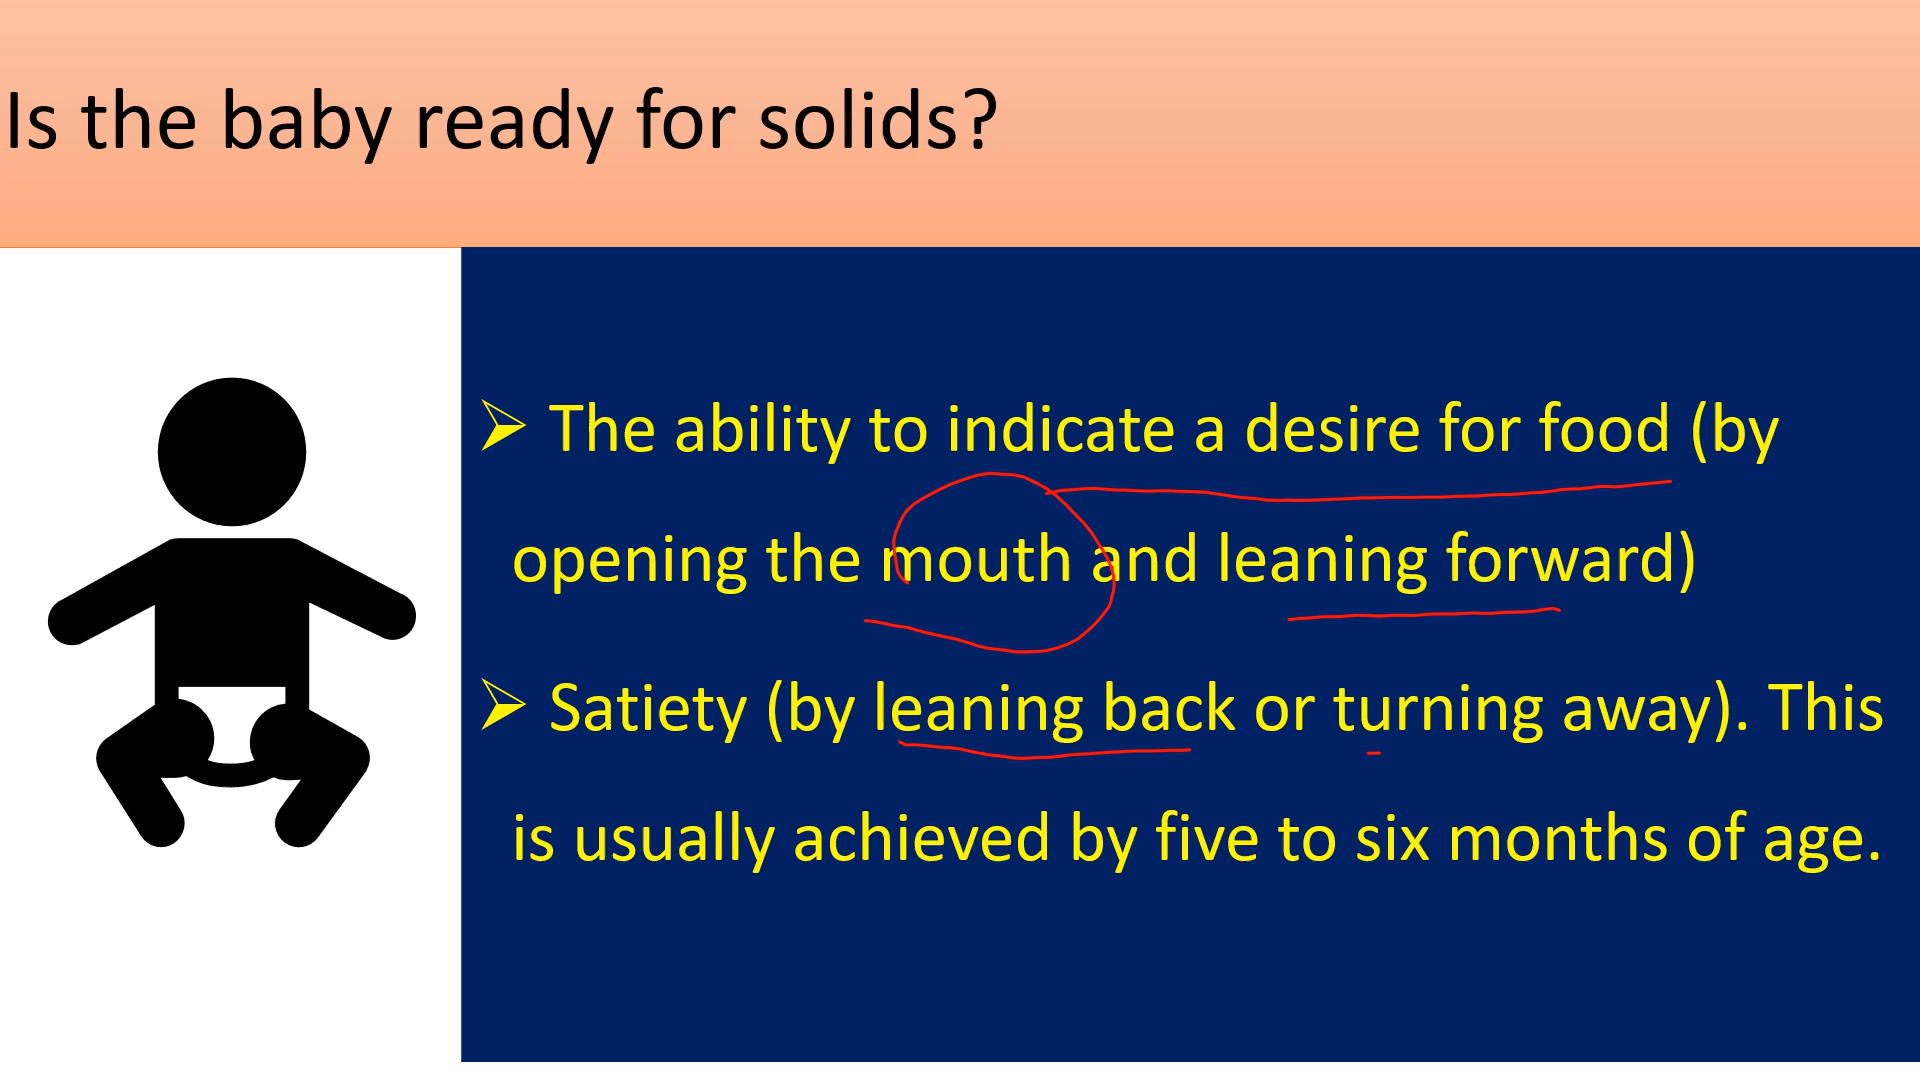 Is the baby ready for solids?
➢ The ability to indicate a desire for food (by
opening the mouth and leaning forward)
➢ Satiety (by leaning back or turning away). This
is usually achieved by five to six months of age.